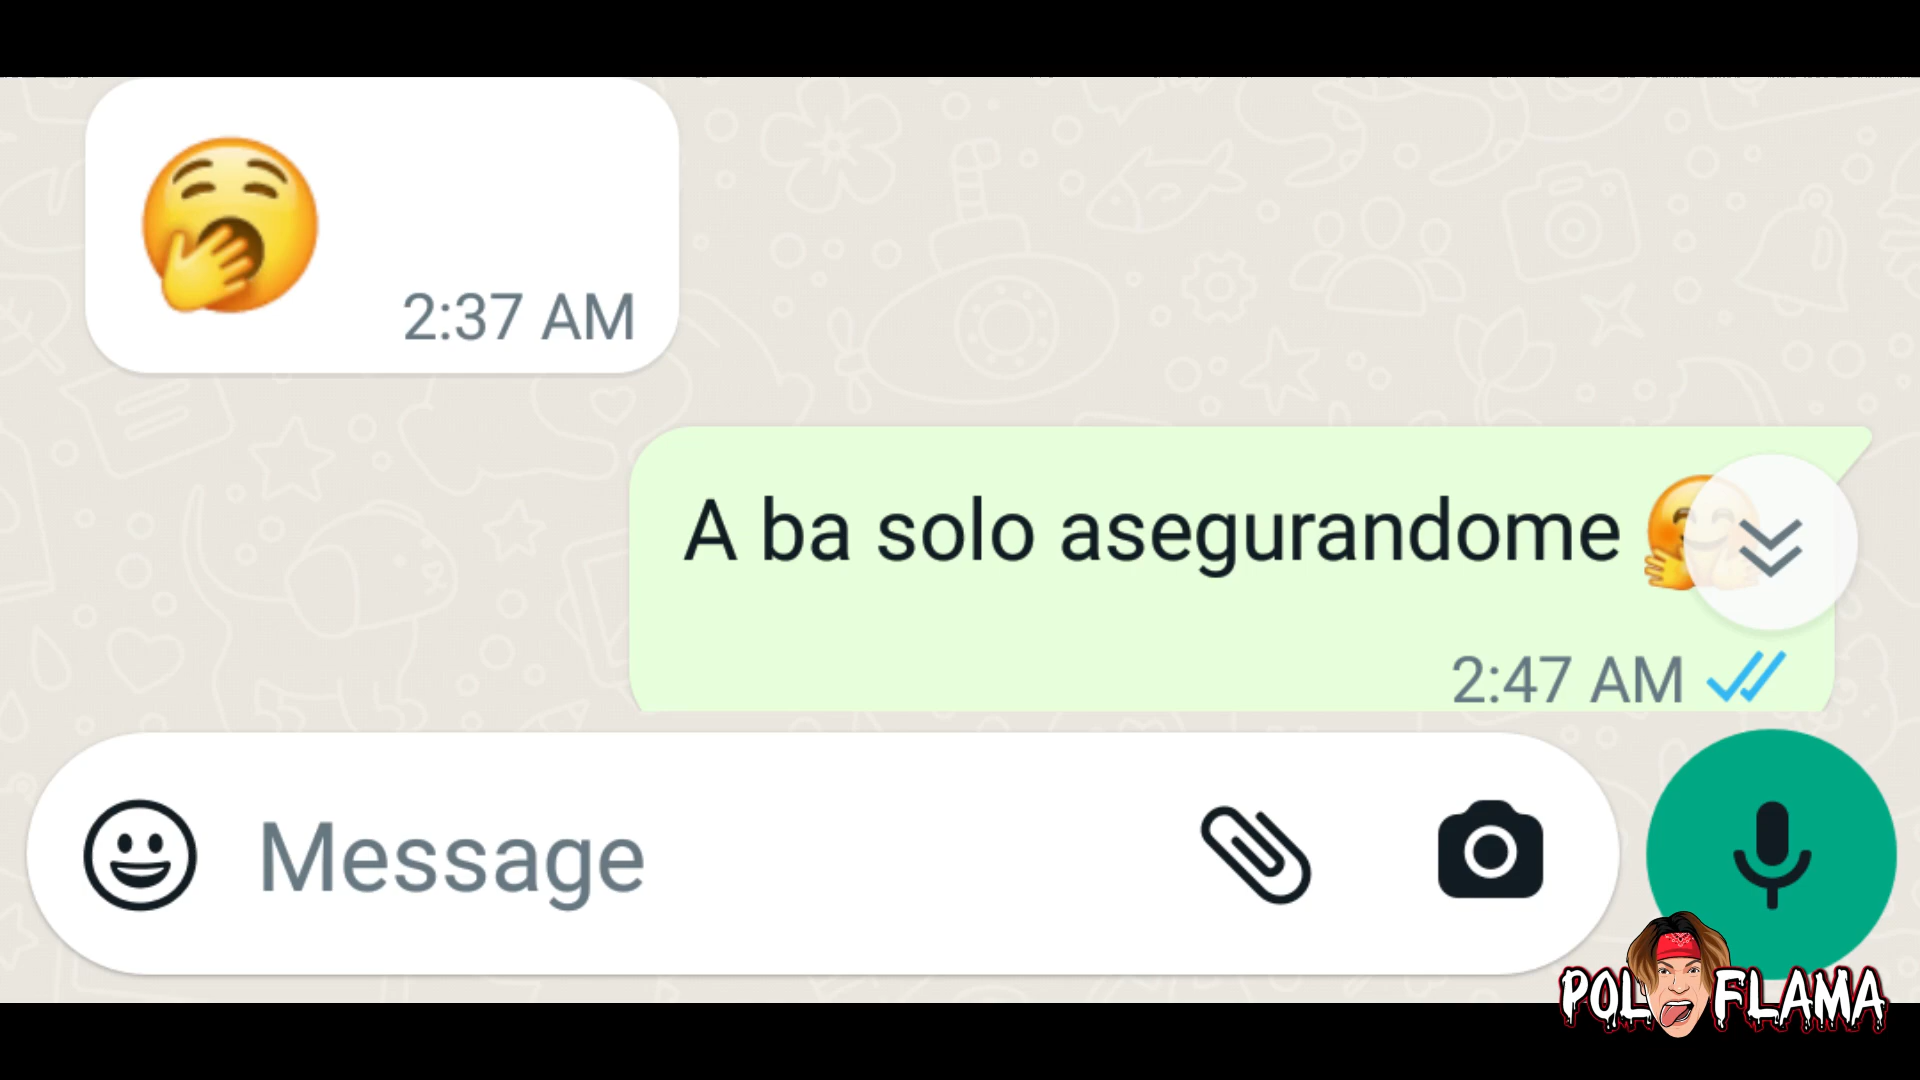 🥱
2:37 AM
A ba solo asegurandome 🤗
2:47 AM
Message
POL FLAMA